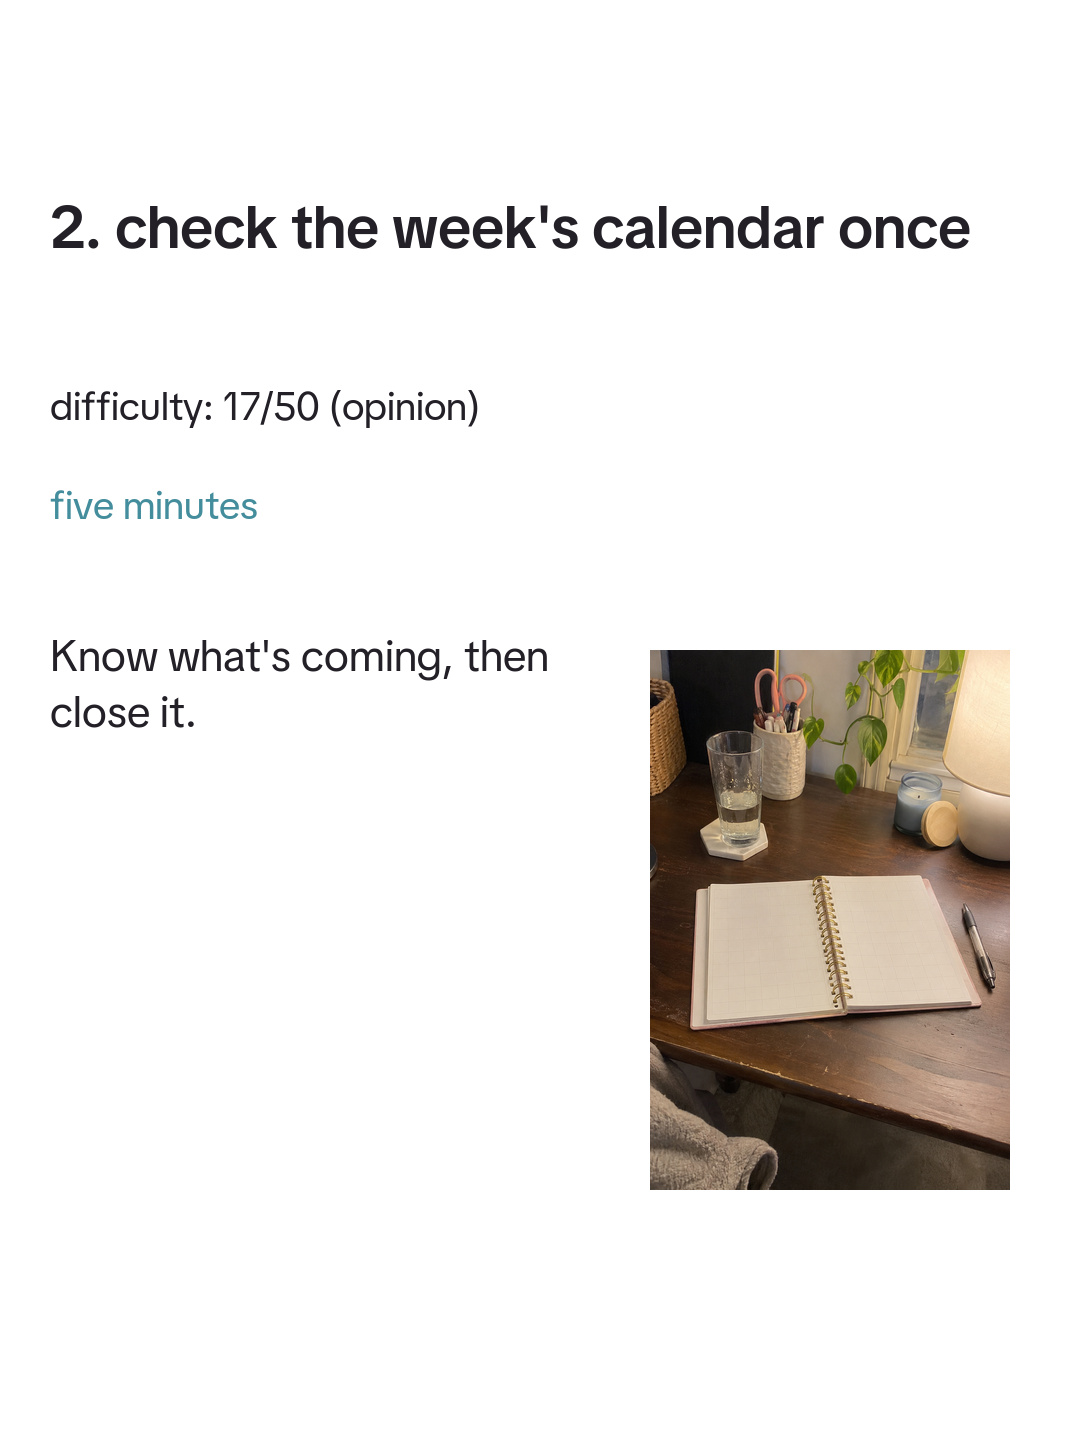 2. check the week's calendar once
difficulty: 17/50 (opinion)
five minutes
Know what's coming, then
close it.